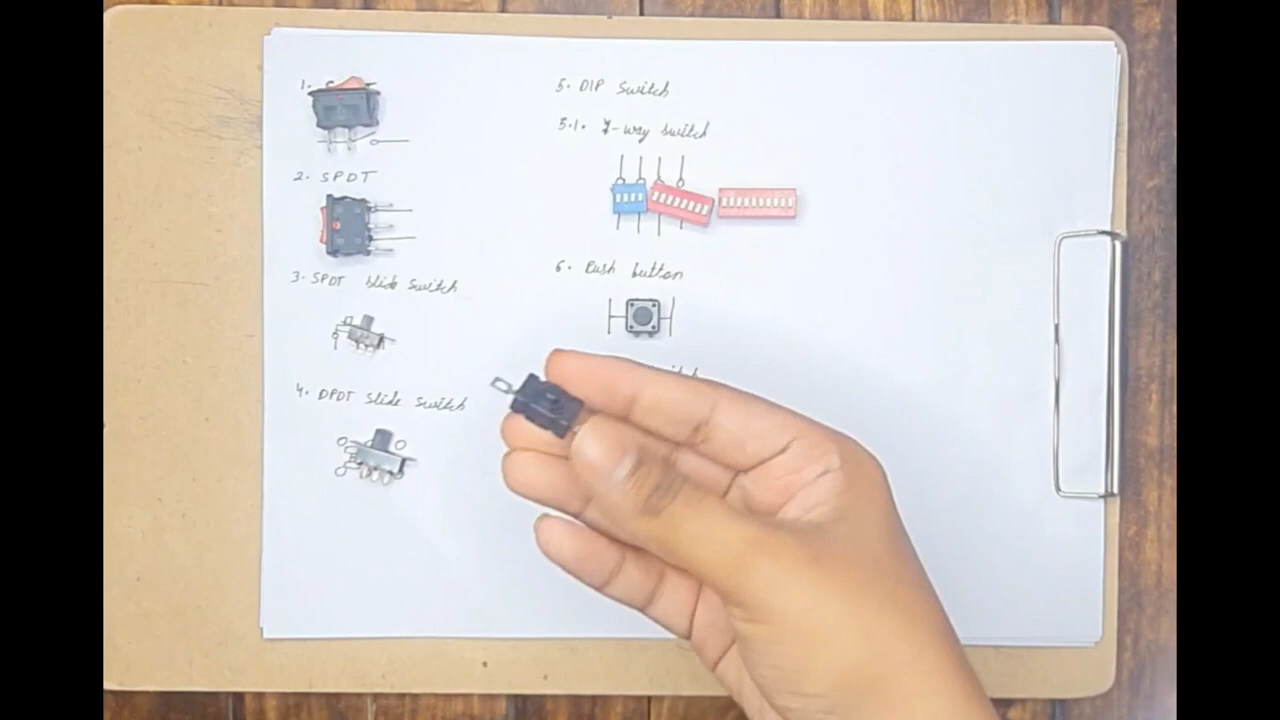 1.
2. SPDT
3. SPDT Slide Switch
4. DPDT Slide Switch
5. DIP Switch
5.1. 7-way switch
6. Push button